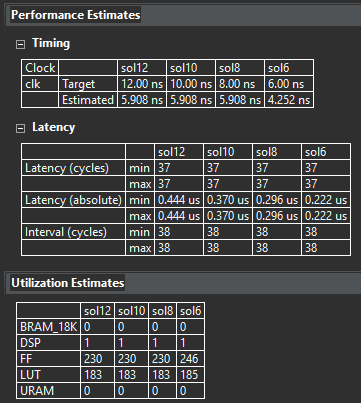 Performance Estimates
Timing
Clock sol12 sol10 sol8 sol6
clk Target 12.00 ns 10.00 ns 8.00 ns 6.00 ns
Estimated 5.908 ns 5.908 ns 5.908 ns 4.252 ns
Latency
sol12 sol10 sol8 sol6
Latency (cycles) min 37 37 37 37
max 37 37 37 37
Latency (absolute) min 0.444 us 0.370 us 0.296 us 0.222 us
max 0.444 us 0.370 us 0.296 us 0.222 us
Interval (cycles) min 38 38 38 38
max 38 38 38 38
Utilization Estimates
sol12 sol10 sol8 sol6
BRAM_18K 0 0 0 0
DSP 1 1 1 1
FF 230 230 230 246
LUT 183 183 183 185
URAM 0 0 0 0